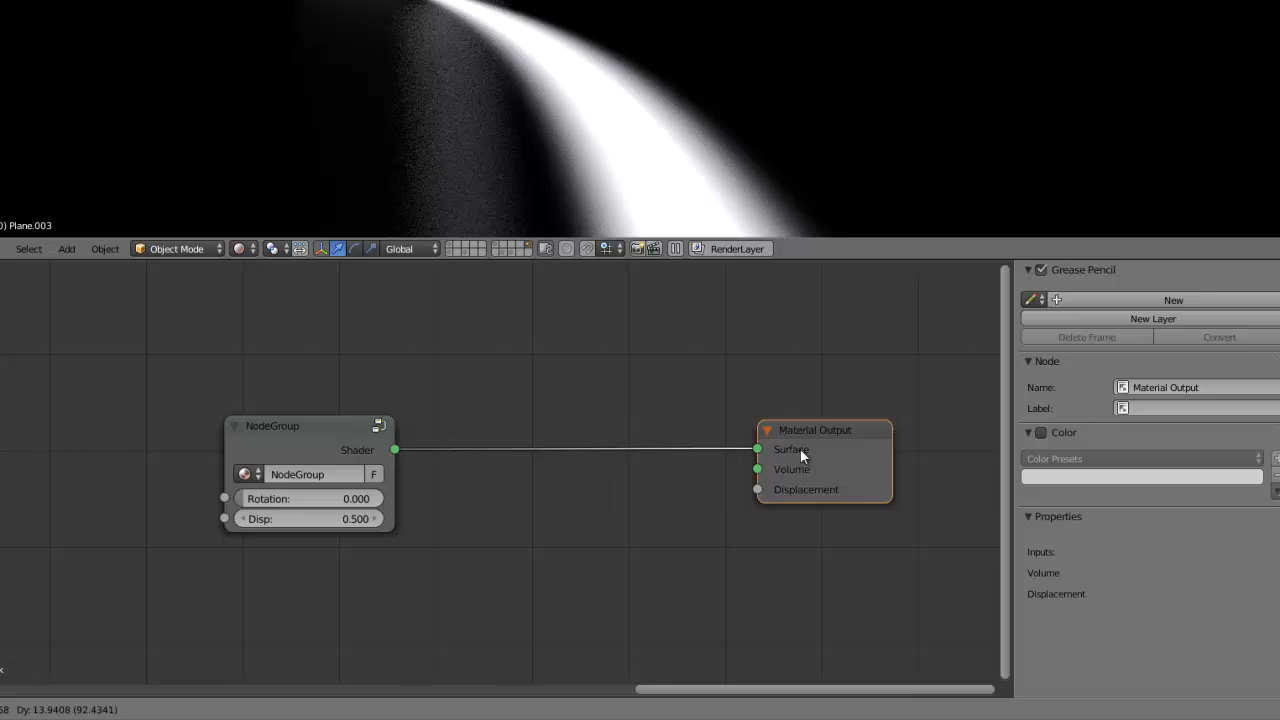 0) Plane.003
Select Add Object Object Mode Global RenderLayer
Grease Pencil
New
New Layer
Delete Frame Convert
Node
Name: Material Output
Label:
Color
Color Presets
Properties
Inputs:
Volume
Displacement
NodeGroup
Shader
NodeGroup F
Rotation: 0.000
Disp: 0.500
Material Output
Surface
Volume
Displacement
58 Dy: 13.9408 (92.4341)